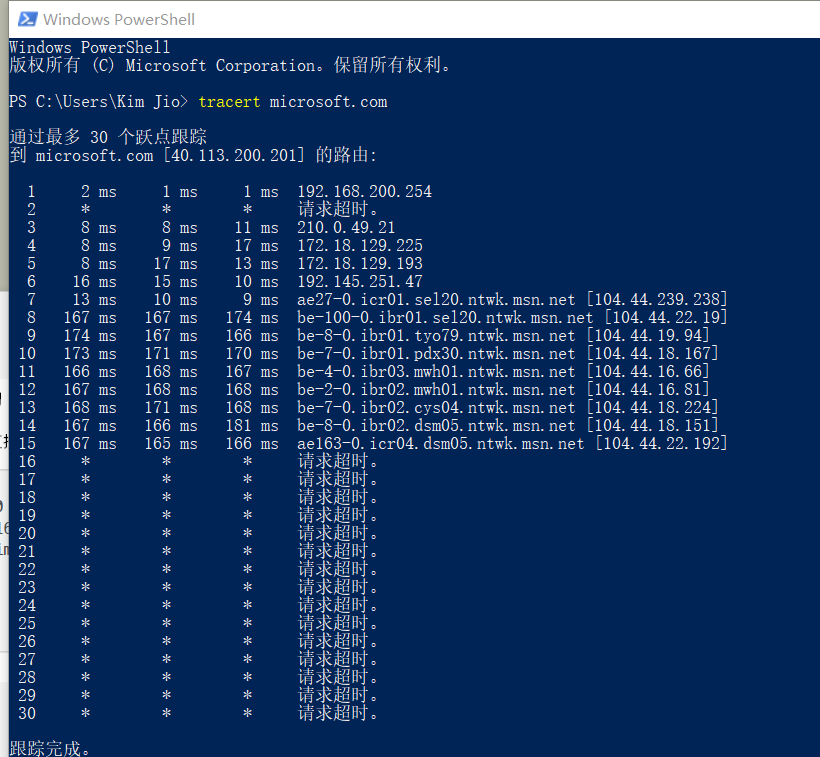 Windows PowerShell
Windows PowerShell
版权所有 (C) Microsoft Corporation。保留所有权利。
PS C:\Users\Kim Jio> tracert microsoft.com
通过最多 30 个跃点跟踪
到 microsoft.com [40.113.200.201] 的路由:
1 2 ms 1 ms 1 ms 192.168.200.254
2 * * * 请求超时。
3 8 ms 8 ms 11 ms 210.0.49.21
4 8 ms 9 ms 17 ms 172.18.129.225
5 8 ms 17 ms 13 ms 172.18.129.193
6 16 ms 15 ms 10 ms 192.145.251.47
7 13 ms 10 ms 9 ms ae27-0.icr01.sel20.ntwk.msn.net [104.44.239.238]
8 167 ms 167 ms 174 ms be-100-0.ibr01.sel20.ntwk.msn.net [104.44.22.19]
9 174 ms 167 ms 166 ms be-8-0.ibr01.tyo79.ntwk.msn.net [104.44.19.94]
10 173 ms 171 ms 170 ms be-7-0.ibr01.pdx30.ntwk.msn.net [104.44.18.167]
11 166 ms 168 ms 167 ms be-4-0.ibr03.mwh01.ntwk.msn.net [104.44.16.66]
12 167 ms 168 ms 168 ms be-2-0.ibr02.mwh01.ntwk.msn.net [104.44.16.81]
13 168 ms 171 ms 168 ms be-7-0.ibr02.cys04.ntwk.msn.net [104.44.18.224]
14 167 ms 166 ms 181 ms be-8-0.ibr02.dsm05.ntwk.msn.net [104.44.18.151]
15 167 ms 165 ms 166 ms ae163-0.icr04.dsm05.ntwk.msn.net [104.44.22.192]
16 * * * 请求超时。
17 * * * 请求超时。
18 * * * 请求超时。
19 * * * 请求超时。
20 * * * 请求超时。
21 * * * 请求超时。
22 * * * 请求超时。
23 * * * 请求超时。
24 * * * 请求超时。
25 * * * 请求超时。
26 * * * 请求超时。
27 * * * 请求超时。
28 * * * 请求超时。
29 * * * 请求超时。
30 * * * 请求超时。
跟踪完成。